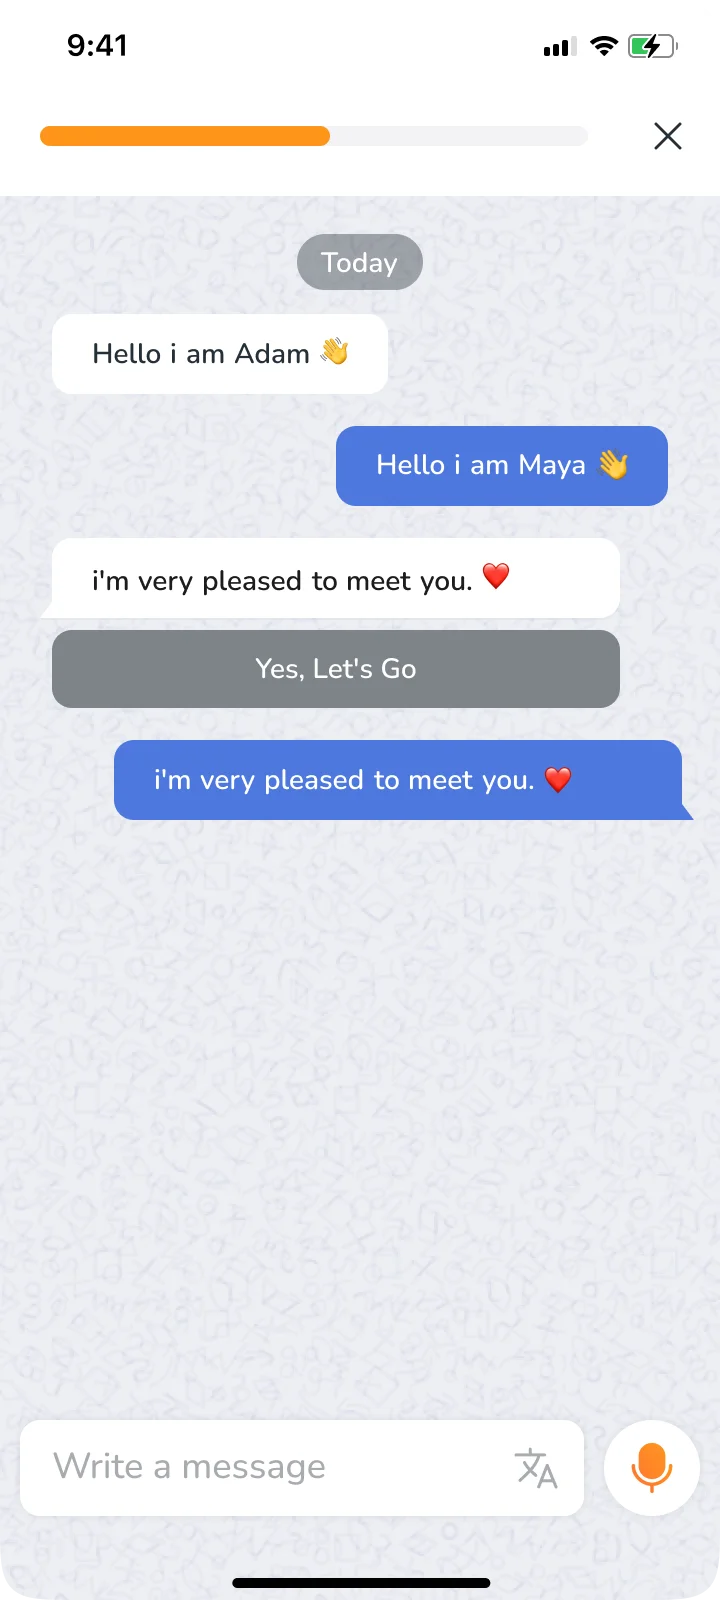 9:41
Today
Hello i am Adam 👋
Hello i am Maya 👋
i'm very pleased to meet you. ❤️
Yes, Let's Go
i'm very pleased to meet you. ❤️
Write a message